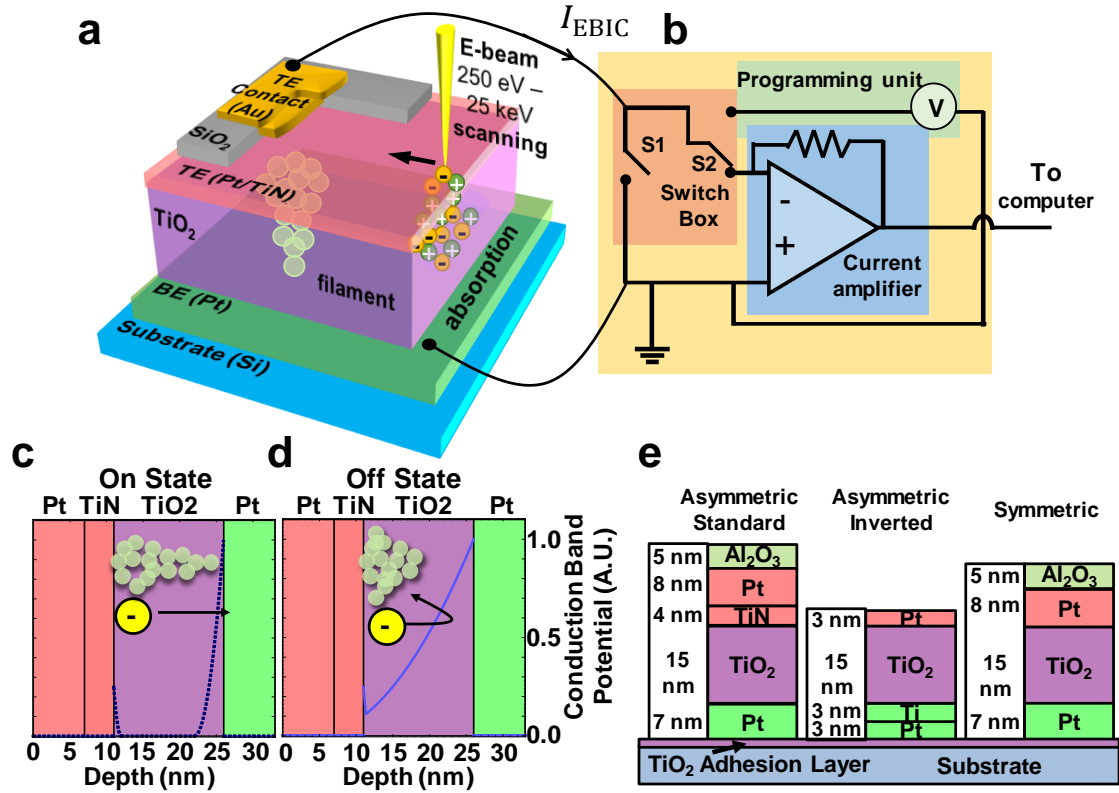 a
I_EBIC
b
E-beam
250 eV –
25 keV
scanning
TE
Contact
(Au)
SiO₂
TE (Pt/TiN)
TiO₂
filament
absorption
BE (Pt)
Substrate (Si)
Programming unit
V
S1
S2
Switch
Box
-
+
Current
amplifier
To
computer
c
On State
Pt TiN TiO2 Pt
-
0 5 10 15 20 25 30
Depth (nm)
d
Off State
Pt TiN TiO2 Pt
-
0 5 10 15 20 25 30
Depth (nm)
1.0
0.5
0.0
Conduction Band
Potential (A.U.)
e
Asymmetric
Standard
5 nm Al₂O₃
8 nm Pt
4 nm TiN
15
nm
TiO₂
7 nm Pt
Asymmetric
Inverted
3 nm Pt
15
nm
TiO₂
3 nm Ti
3 nm Pt
Symmetric
5 nm Al₂O₃
8 nm Pt
15
nm
TiO₂
7 nm Pt
TiO₂ Adhesion Layer
Substrate